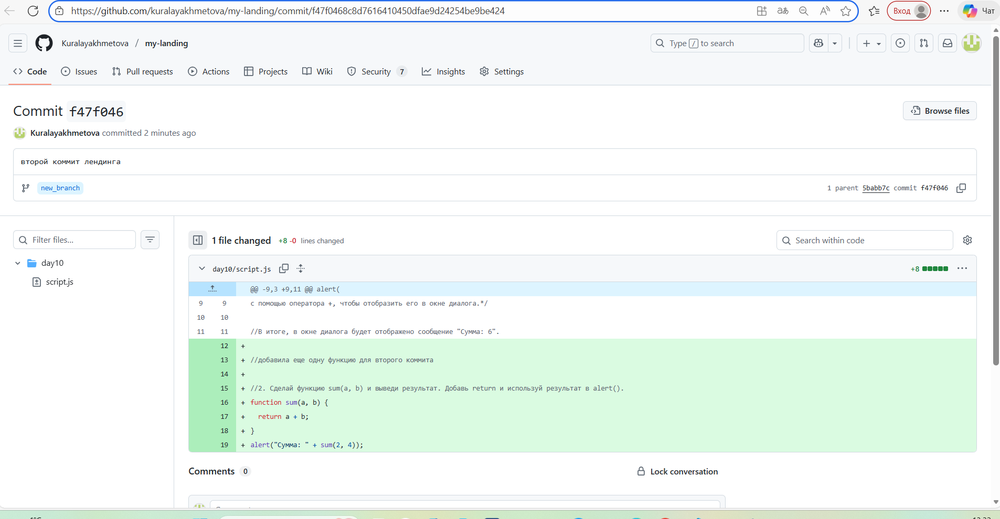 https://github.com/kuralayakhmetova/my-landing/commit/f47f0468c8d7616410450dfae9d24254be9be424
Вход
Чат
Kuralayakhmetova / my-landing
Type / to search
Code
Issues
Pull requests
Actions
Projects
Wiki
Security 7
Insights
Settings
Commit f47f046
Browse files
Kuralayakhmetova committed 2 minutes ago
второй коммит лендинга
new_branch
1 parent 5babb7c commit f47f046
Filter files...
1 file changed +8 -0 lines changed
Search within code
day10
script.js
day10/script.js
+8
@@ -9,3 +9,11 @@ alert(
9 9 с помощью оператора +, чтобы отобразить его в окне диалога.*/
10 10
11 11 //В итоге, в окне диалога будет отображено сообщение "Сумма: 6".
12 +
13 + //добавила еще одну функцию для второго коммита
14 +
15 + //2. Сделай функцию sum(a, b) и выведи результат. Добавь return и используй результат в alert().
16 + function sum(a, b) {
17 + return a + b;
18 + }
19 + alert("Сумма: " + sum(2, 4));
Comments 0
Lock conversation